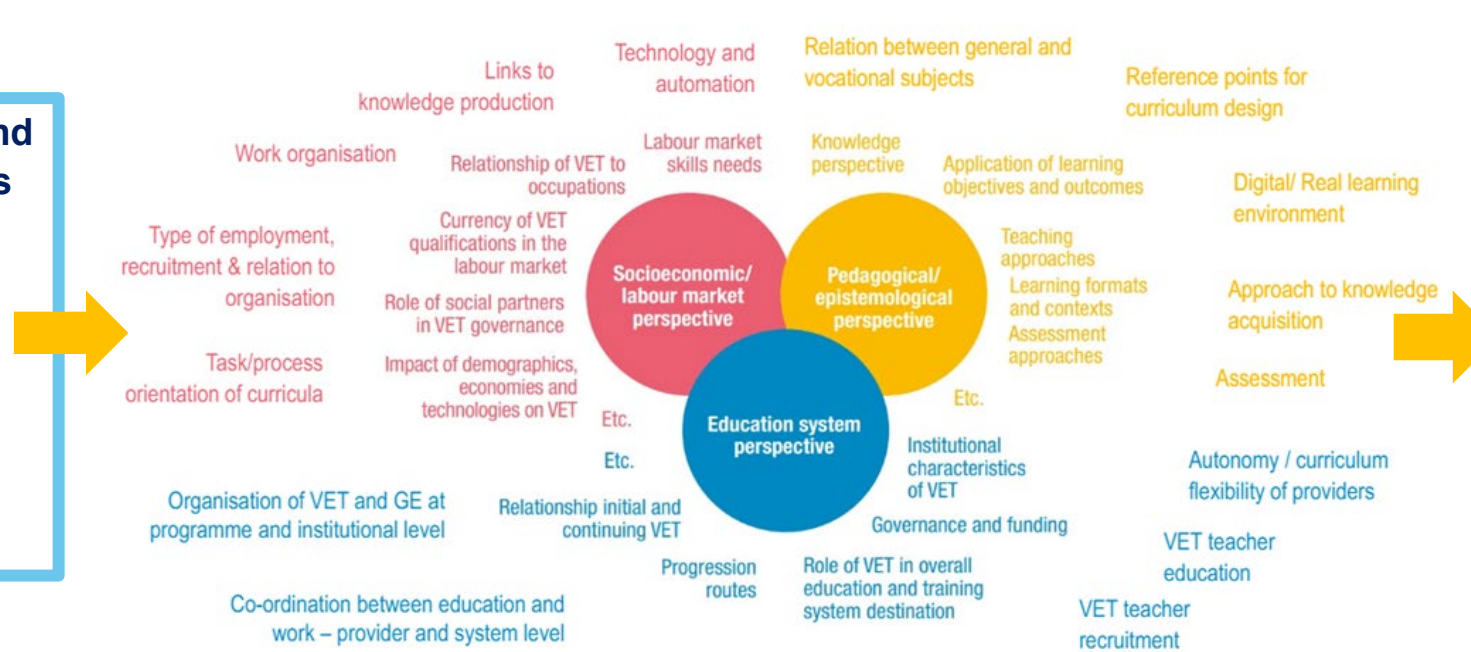 nd
s
Links to
knowledge production
Technology and
automation
Relation between general and
vocational subjects
Reference points for
curriculum design
Work organisation
Relationship of VET to
occupations
Labour market
skills needs
Knowledge
perspective
Application of learning
objectives and outcomes
Digital/ Real learning
environment
Type of employment,
recruitment & relation to
organisation
Currency of VET
qualifications in the
labour market
Socioeconomic/
labour market
perspective
Pedagogical/
epistemological
perspective
Teaching
approaches
Learning formats
and contexts
Assessment
approaches
Approach to knowledge
acquisition
Role of social partners
in VET governance
Task/process
orientation of curricula
Impact of demographics,
economies and
technologies on VET
Etc.
Etc.
Assessment
Education system
perspective
Etc.
Institutional
characteristics
of VET
Autonomy / curriculum
flexibility of providers
Organisation of VET and GE at
programme and institutional level
Relationship initial and
continuing VET
Governance and funding
VET teacher
education
Progression
routes
Role of VET in overall
education and training
system destination
Co-ordination between education and
work – provider and system level
VET teacher
recruitment